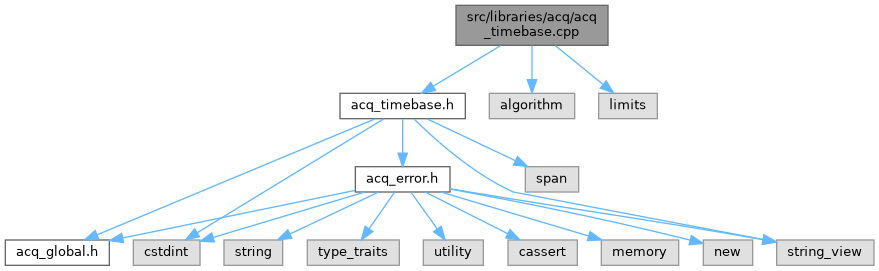 src/libraries/acq/acq
_timebase.cpp
acq_timebase.h
algorithm
limits
acq_error.h
span
acq_global.h
cstdint
string
type_traits
utility
cassert
memory
new
string_view